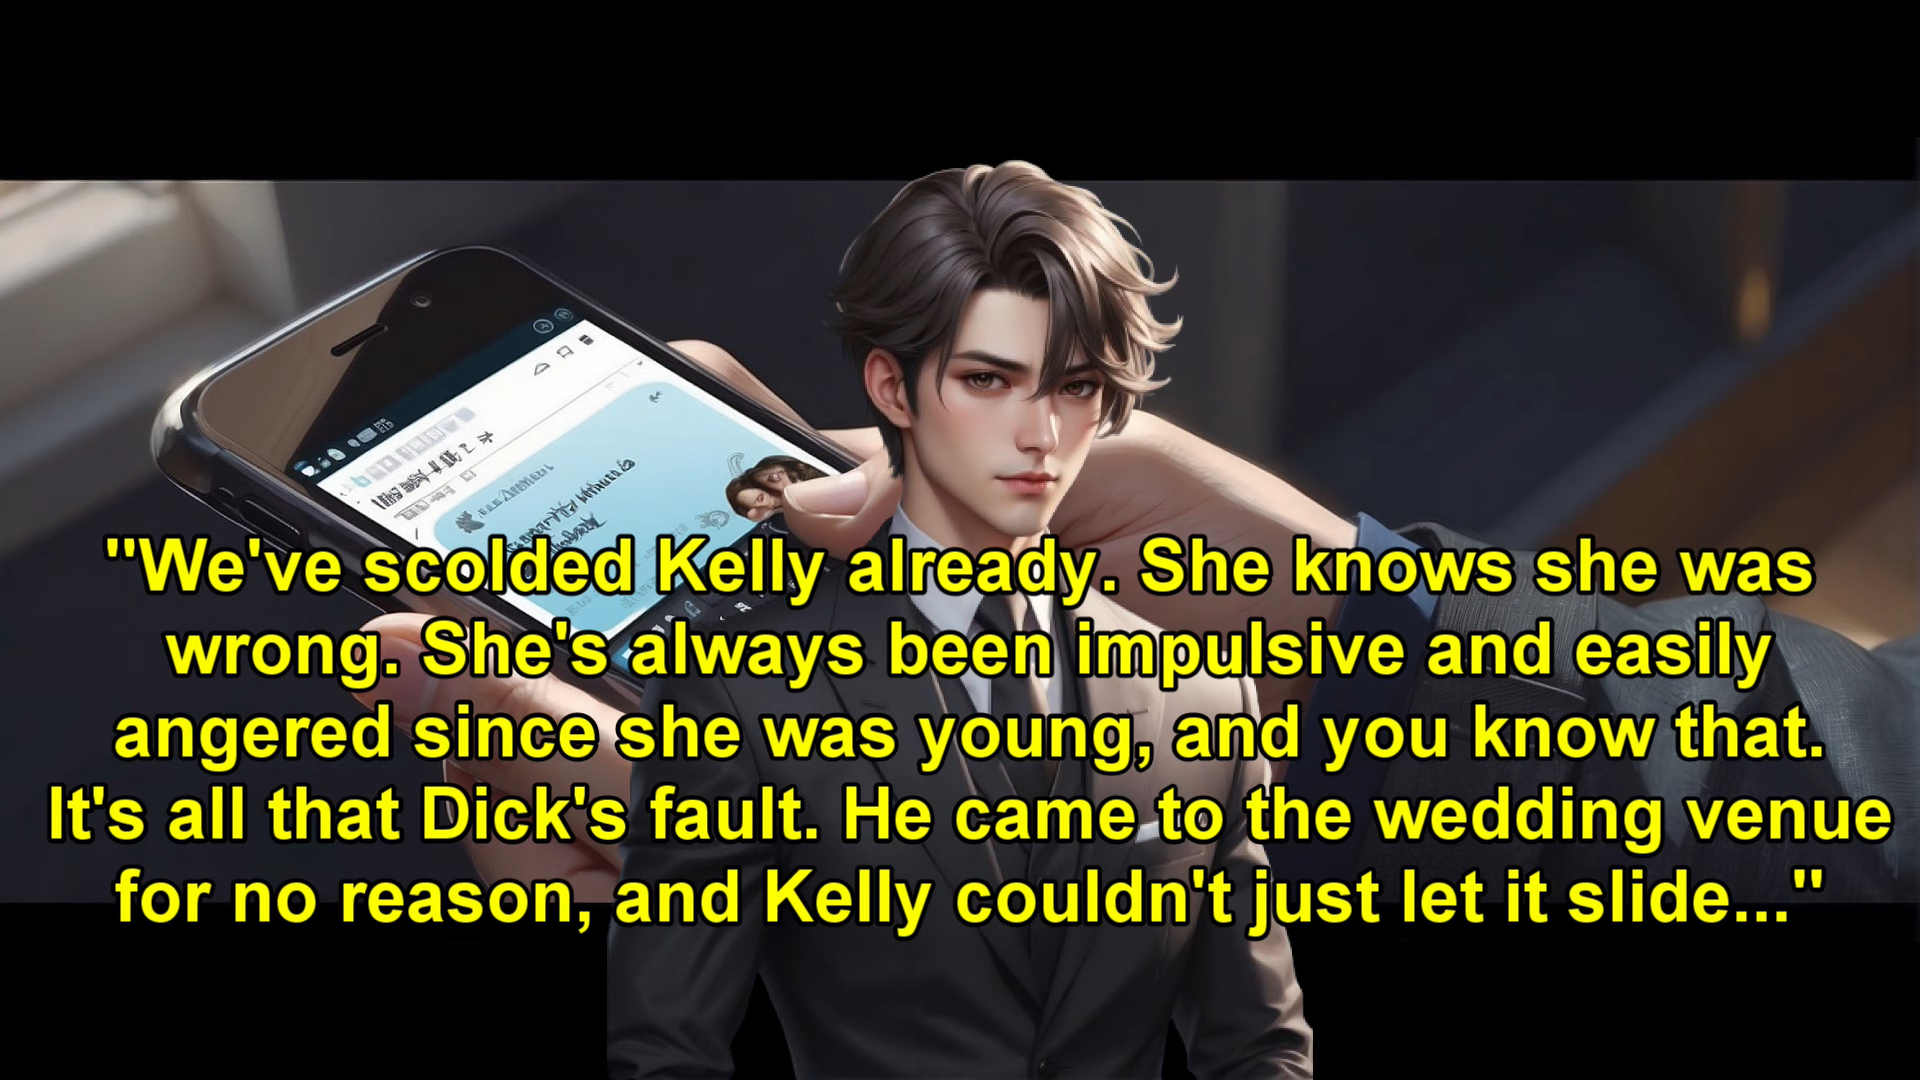 "We've scolded Kelly already. She knows she was
wrong. She's always been impulsive and easily
angered since she was young, and you know that.
It's all that Dick's fault. He came to the wedding venue
for no reason, and Kelly couldn't just let it slide..."